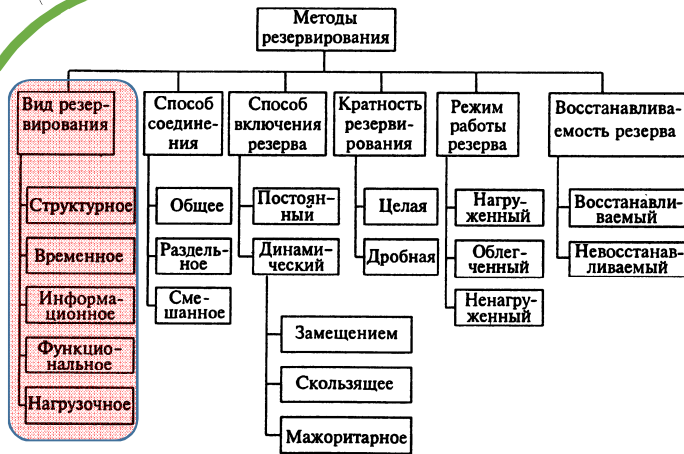 Методы
резервирования
Вид резер-
вирования
Способ
соединения
Способ
включения
резерва
Кратность
резерви-
рования
Режим
работы
резерва
Восстанавлива-
емость резерва
Структурное
Временное
Информа-
ционное
Функцио-
нальное
Нагрузочное
Общее
Раздель-
ное
Сме-
шанное
Постоян-
ный
Динами-
ческий
Замещением
Скользящее
Мажоритарное
Целая
Дробная
Нагру-
женный
Облег-
ченный
Ненагру-
женный
Восстанавли-
ваемый
Невосстанав-
ливаемый